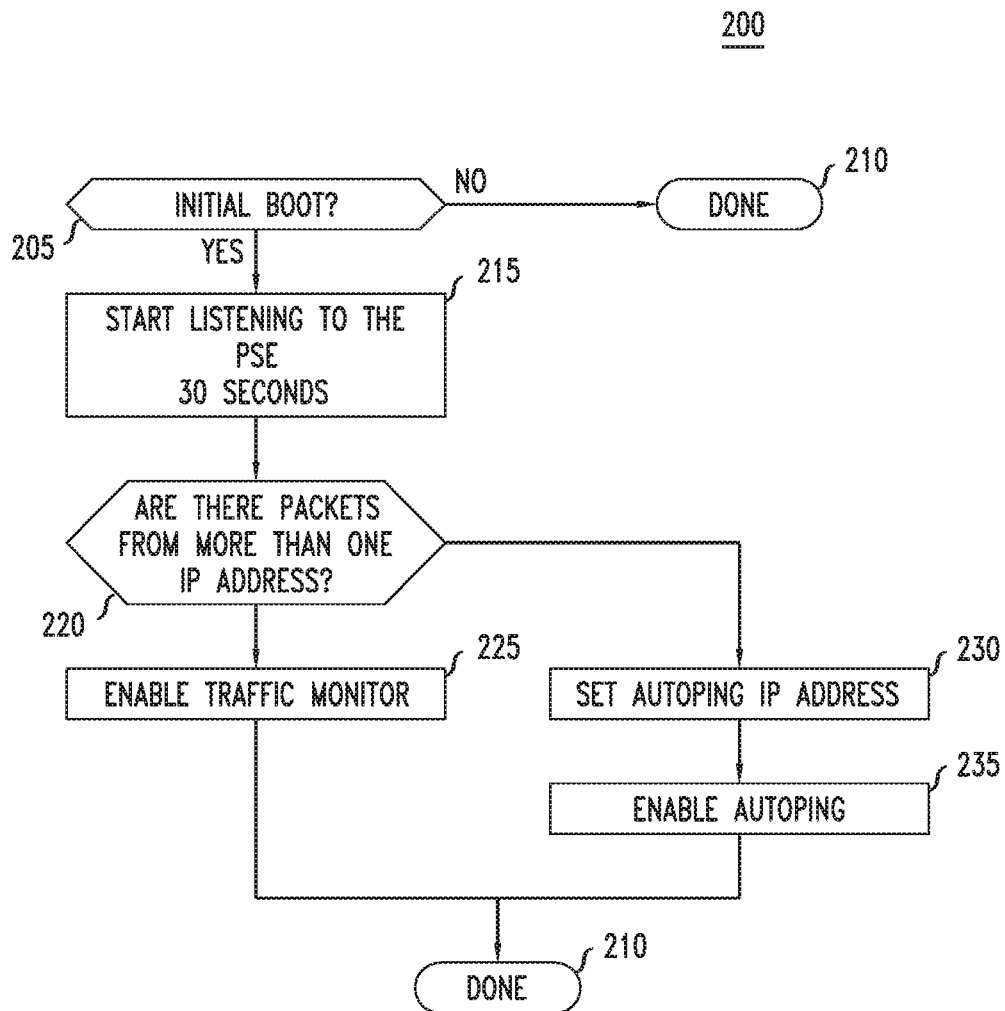 200
INITIAL BOOT?
205
NO
DONE
210
YES
START LISTENING TO THE
PSE
30 SECONDS
215
ARE THERE PACKETS
FROM MORE THAN ONE
IP ADDRESS?
220
ENABLE TRAFFIC MONITOR
225
SET AUTOPING IP ADDRESS
230
ENABLE AUTOPING
235
DONE
210